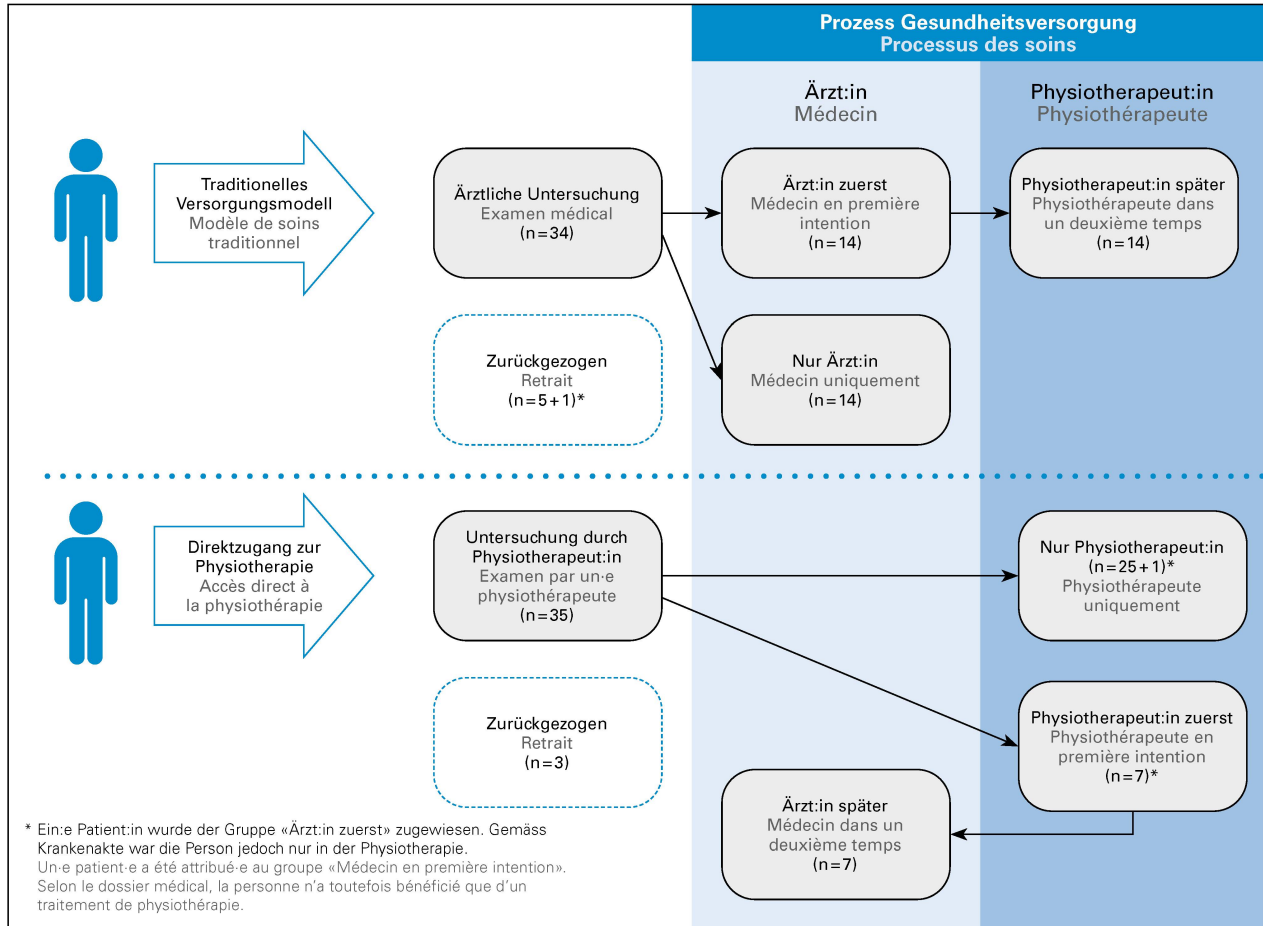 Prozess Gesundheitsversorgung
Processus des soins
Ärzt:in
Médecin
Physiotherapeut:in
Physiothérapeute
Traditionelles
Versorgungsmodell
Modèle de soins
traditionnel
Ärztliche Untersuchung
Examen médical
(n=34)
Ärzt:in zuerst
Médecin en première
intention
(n=14)
Physiotherapeut:in später
Physiothérapeute dans
un deuxième temps
(n=14)
Zurückgezogen
Retrait
(n=5+1)*
Nur Ärzt:in
Médecin uniquement
(n=14)
Direktzugang zur
Physiotherapie
Accès direct à
la physiothérapie
Untersuchung durch
Physiotherapeut:in
Examen par un·e
physiothérapeute
(n=35)
Nur Physiotherapeut:in
(n=25+1)*
Physiothérapeute
uniquement
Zurückgezogen
Retrait
(n=3)
Physiotherapeut:in zuerst
Physiothérapeute en
première intention
(n=7)*
Ärzt:in später
Médecin dans un
deuxième temps
(n=7)
* Ein:e Patient:in wurde der Gruppe «Ärzt:in zuerst» zugewiesen. Gemäss
Krankenakte war die Person jedoch nur in der Physiotherapie.
Un·e patient·e a été attribué·e au groupe «Médecin en première intention».
Selon le dossier médical, la personne n'a toutefois bénéficié que d'un
traitement de physiothérapie.